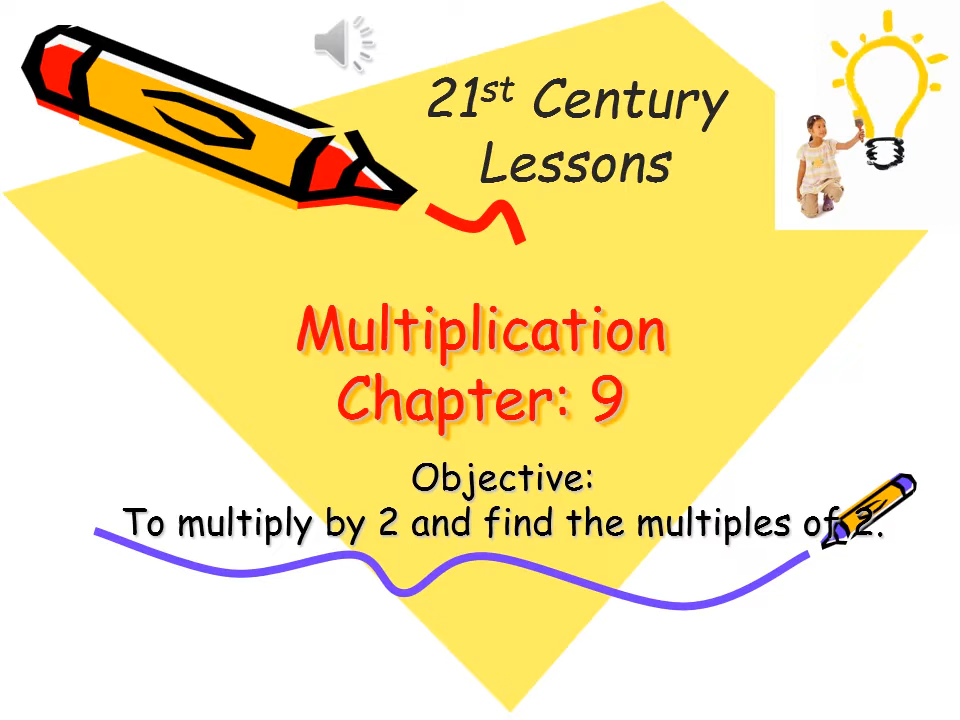 21st Century
Lessons
Multiplication
Chapter: 9
Objective:
To multiply by 2 and find the multiples of 2.